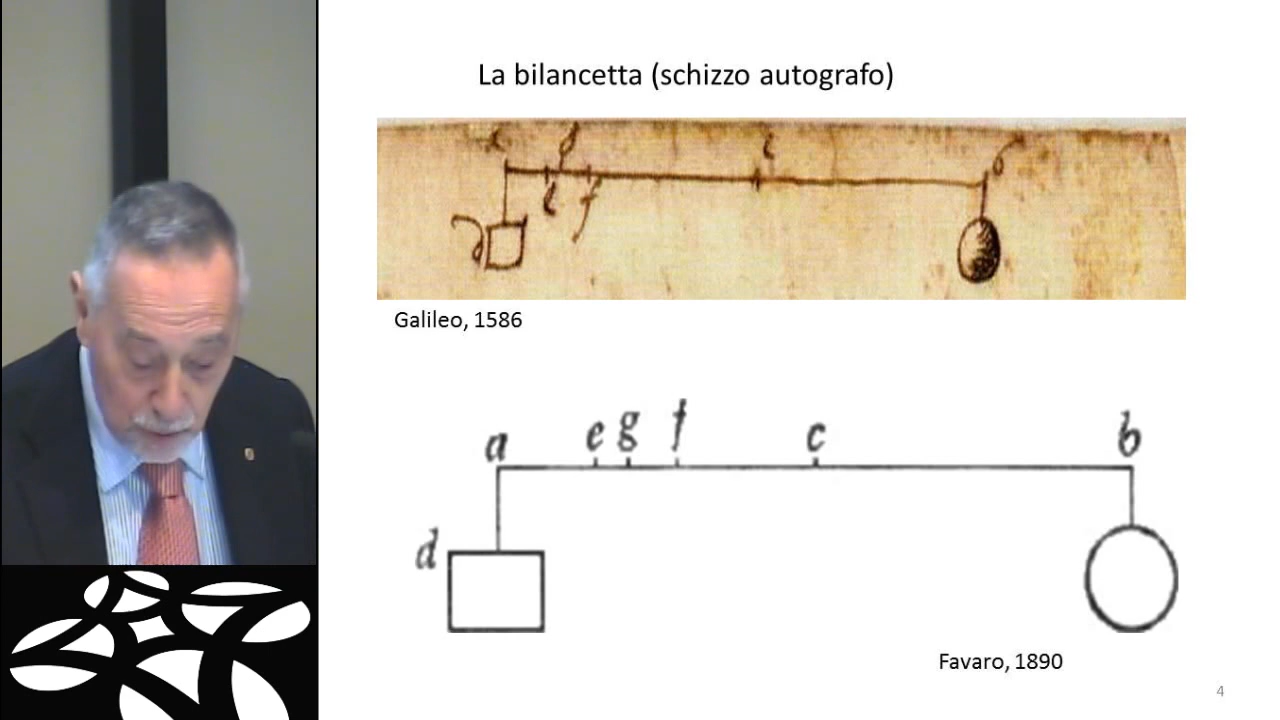 La bilancetta (schizzo autografo)
e f
Galileo, 1586
a e g f c b
d
Favaro, 1890
4